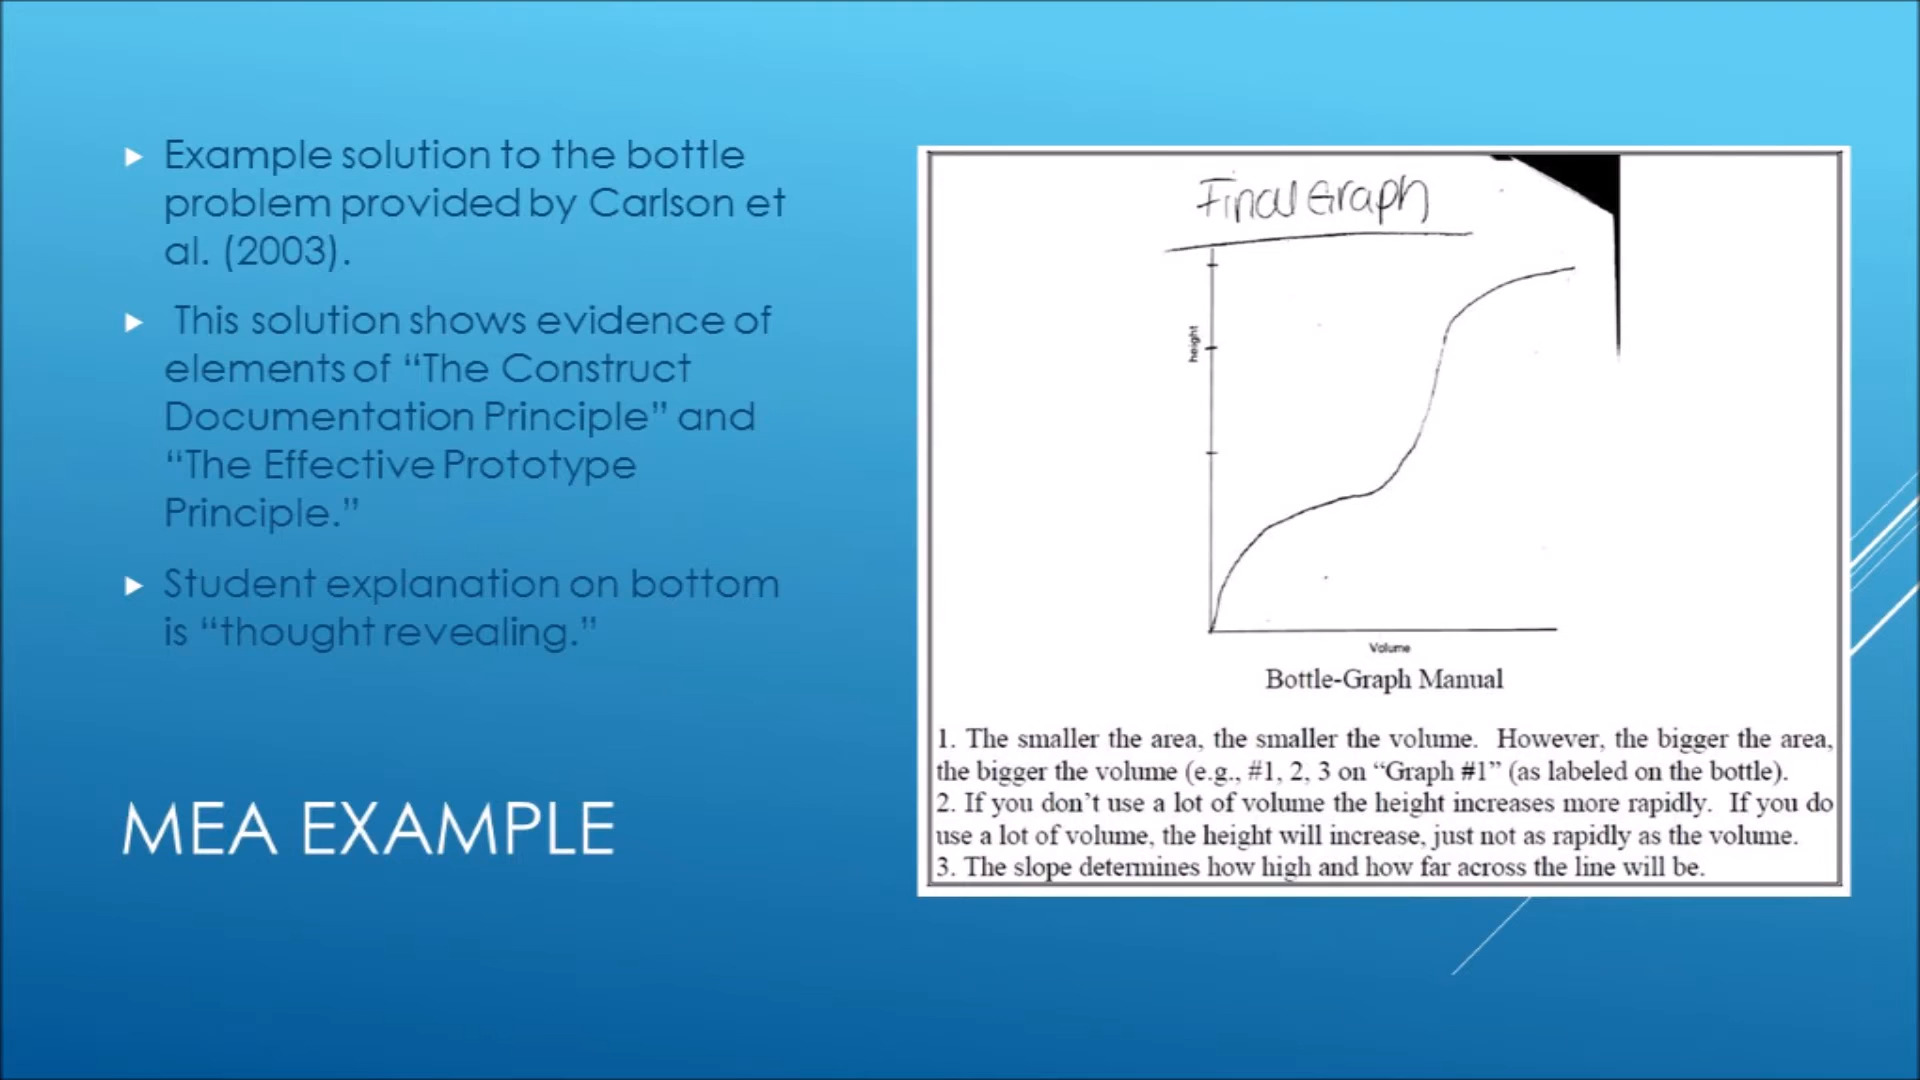 Example solution to the bottle
problem provided by Carlson et
al. (2003).
This solution shows evidence of
elements of “The Construct
Documentation Principle” and
“The Effective Prototype
Principle.”
Student explanation on bottom
is “thought revealing.”
MEA EXAMPLE
Final Graph
height
Volume
Bottle-Graph Manual
1. The smaller the area, the smaller the volume. However, the bigger the area,
the bigger the volume (e.g., #1, 2, 3 on “Graph #1” (as labeled on the bottle).
2. If you don’t use a lot of volume the height increases more rapidly. If you do
use a lot of volume, the height will increase, just not as rapidly as the volume.
3. The slope determines how high and how far across the line will be.